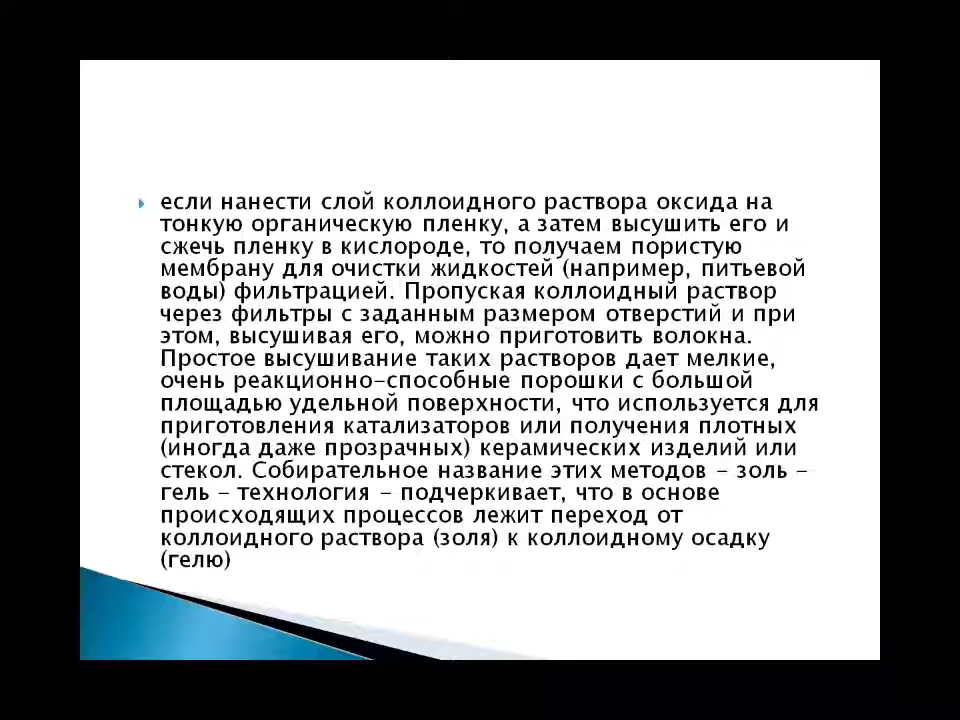 если нанести слой коллоидного раствора оксида на
тонкую органическую пленку, а затем высушить его и
сжечь пленку в кислороде, то получаем пористую
мембрану для очистки жидкостей (например, питьевой
воды) фильтрацией. Пропуская коллоидный раствор
через фильтры с заданным размером отверстий и при
этом, высушивая его, можно приготовить волокна.
Простое высушивание таких растворов дает мелкие,
очень реакционно-способные порошки с большой
площадью удельной поверхности, что используется для
приготовления катализаторов или получения плотных
(иногда даже прозрачных) керамических изделий или
стекол. Собирательное название этих методов – золь –
гель – технология – подчеркивает, что в основе
происходящих процессов лежит переход от
коллоидного раствора (золя) к коллоидному осадку
(гелю)